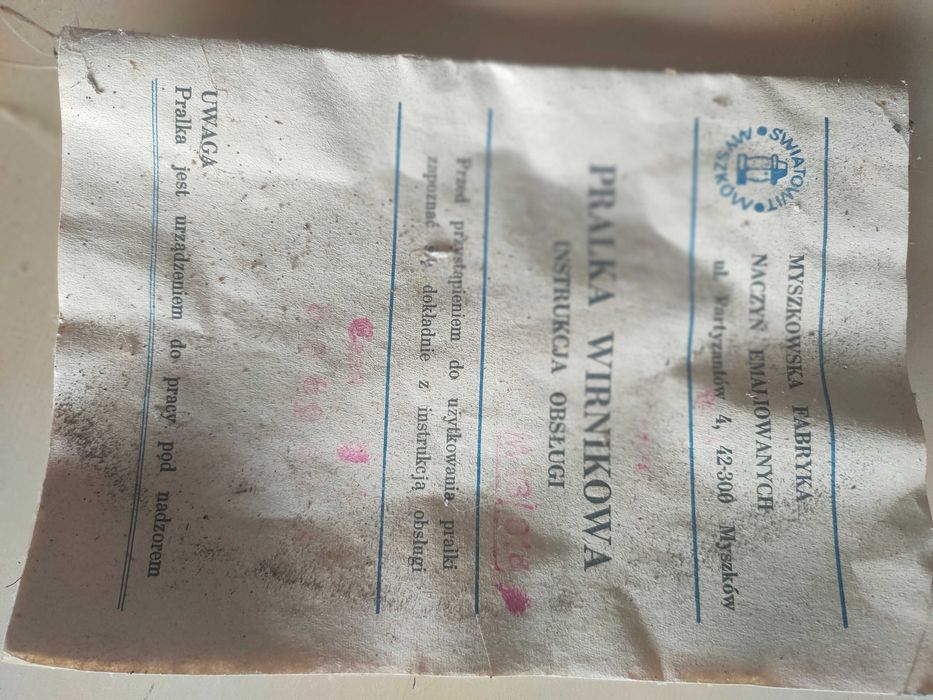 ŚWIATOWIT MYSZKÓW
MYSZKOWSKA FABRYKA
NACZYŃ EMALIOWANYCH
ul. Partyzantów 4, 42-300 Myszków
PRALKA WIRNIKOWA
INSTRUKCJA OBSŁUGI
Przed przystąpieniem do użytkowania pralki
zapoznać się dokładnie z instrukcją obsługi
UWAGA
Pralka jest urządzeniem do pracy pod nadzorem